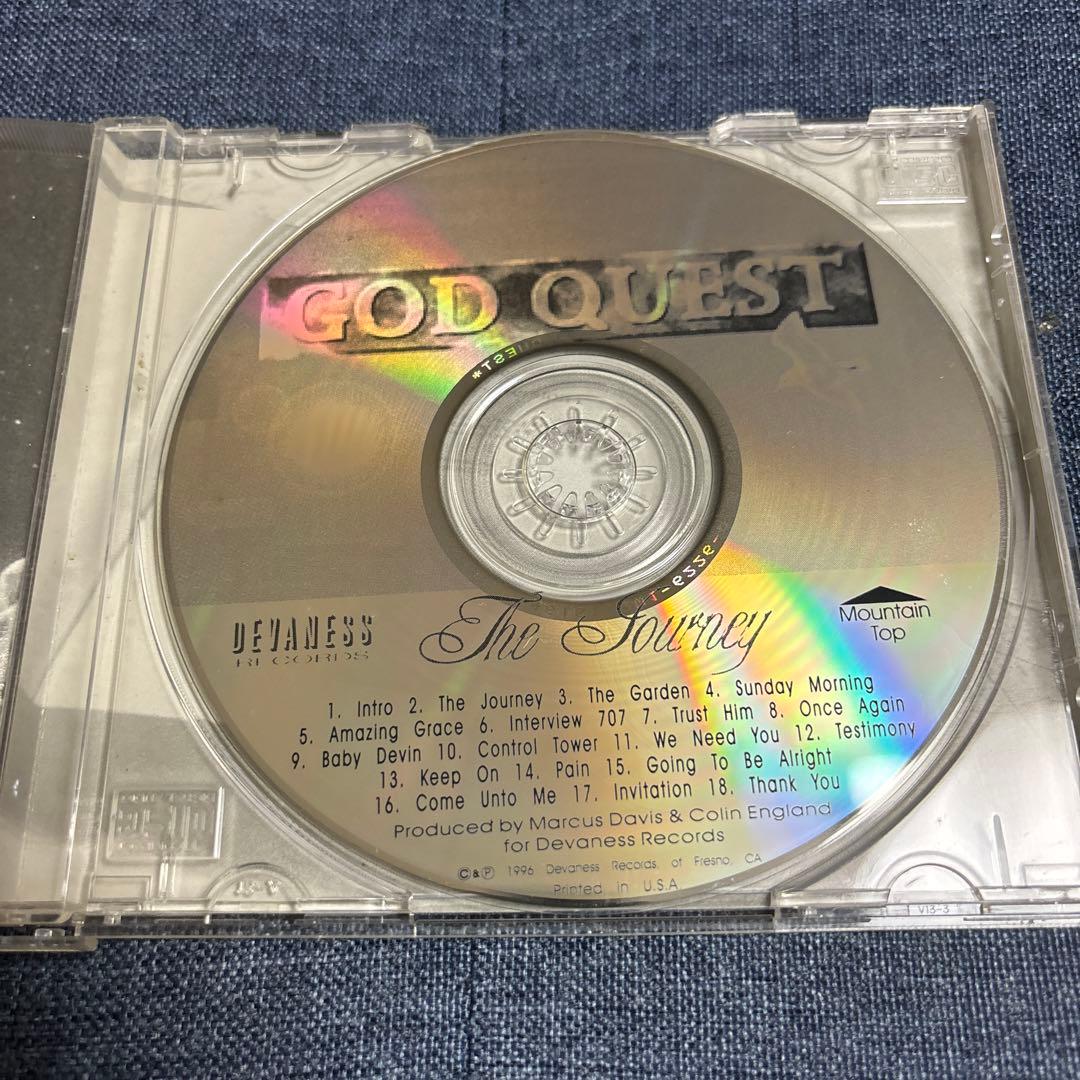 GOD QUEST
DEVANESS
RECORDS
The Journey
Mountain
Top
1. Intro 2. The Journey 3. The Garden 4. Sunday Morning
5. Amazing Grace 6. Interview 707 7. Trust Him 8. Once Again
9. Baby Devin 10. Control Tower 11. We Need You 12. Testimony
13. Keep On 14. Pain 15. Going To Be Alright
16. Come Unto Me 17. Invitation 18. Thank You
Produced by Marcus Davis & Colin England
for Devaness Records
©&℗ 1996 Devaness Records, of Fresno, CA
Printed in U.S.A
V13-3